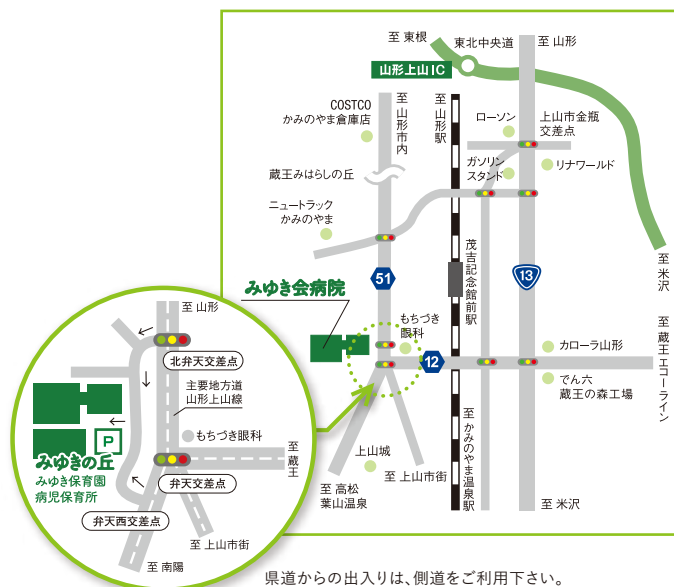 至 東根
東北中央道
至 山形
山形上山IC
COSTCO
かみのやま倉庫店
至 山形市内
至 山形駅
ローソン
上山市金瓶
交差点
ガソリン
スタンド
リナワールド
蔵王みはらしの丘
ニュートラック
かみのやま
51
茂吉記念館前駅
13
至 米沢
みゆき会病院
もちづき
眼科
12
カローラ山形
でん六
蔵王の森工場
至 蔵王エコーライン
上山城
至 高松
葉山温泉
至 上山市街
至 かみのやま温泉駅
至 米沢
至 山形
北弁天交差点
主要地方道
山形上山線
P
もちづき眼科
みゆきの丘
みゆき保育園
病児保育所
弁天交差点
至 蔵王
弁天西交差点
至 上山市街
至 南陽
県道からの出入りは、側道をご利用下さい。